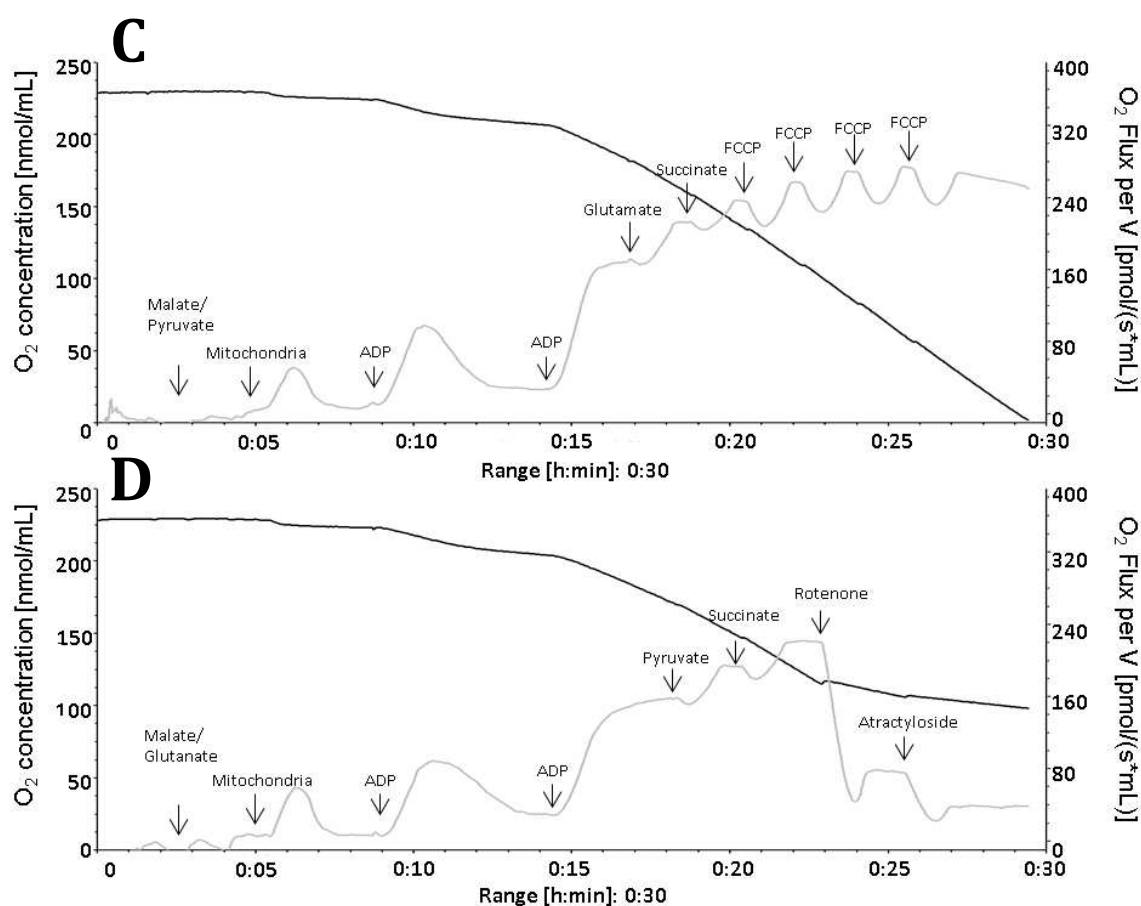 C
O2 concentration [nmol/mL]
250
200
150
100
50
0
Malate/
Pyruvate
Mitochondria
ADP
ADP
Glutamate
Succinate
FCCP
FCCP
FCCP
FCCP
400
320
240
160
80
0
O2 Flux per V [pmol/(s*mL)]
0
0:05
0:10
0:15
0:20
0:25
0:30
Range [h:min]: 0:30
D
O2 concentration [nmol/mL]
250
200
150
100
50
0
Malate/
Glutanate
Mitochondria
ADP
ADP
Pyruvate
Succinate
Rotenone
Atractyloside
400
320
240
160
80
0
O2 Flux per V [pmol/(s*mL)]
0
0:05
0:10
0:15
0:20
0:25
0:30
Range [h:min]: 0:30